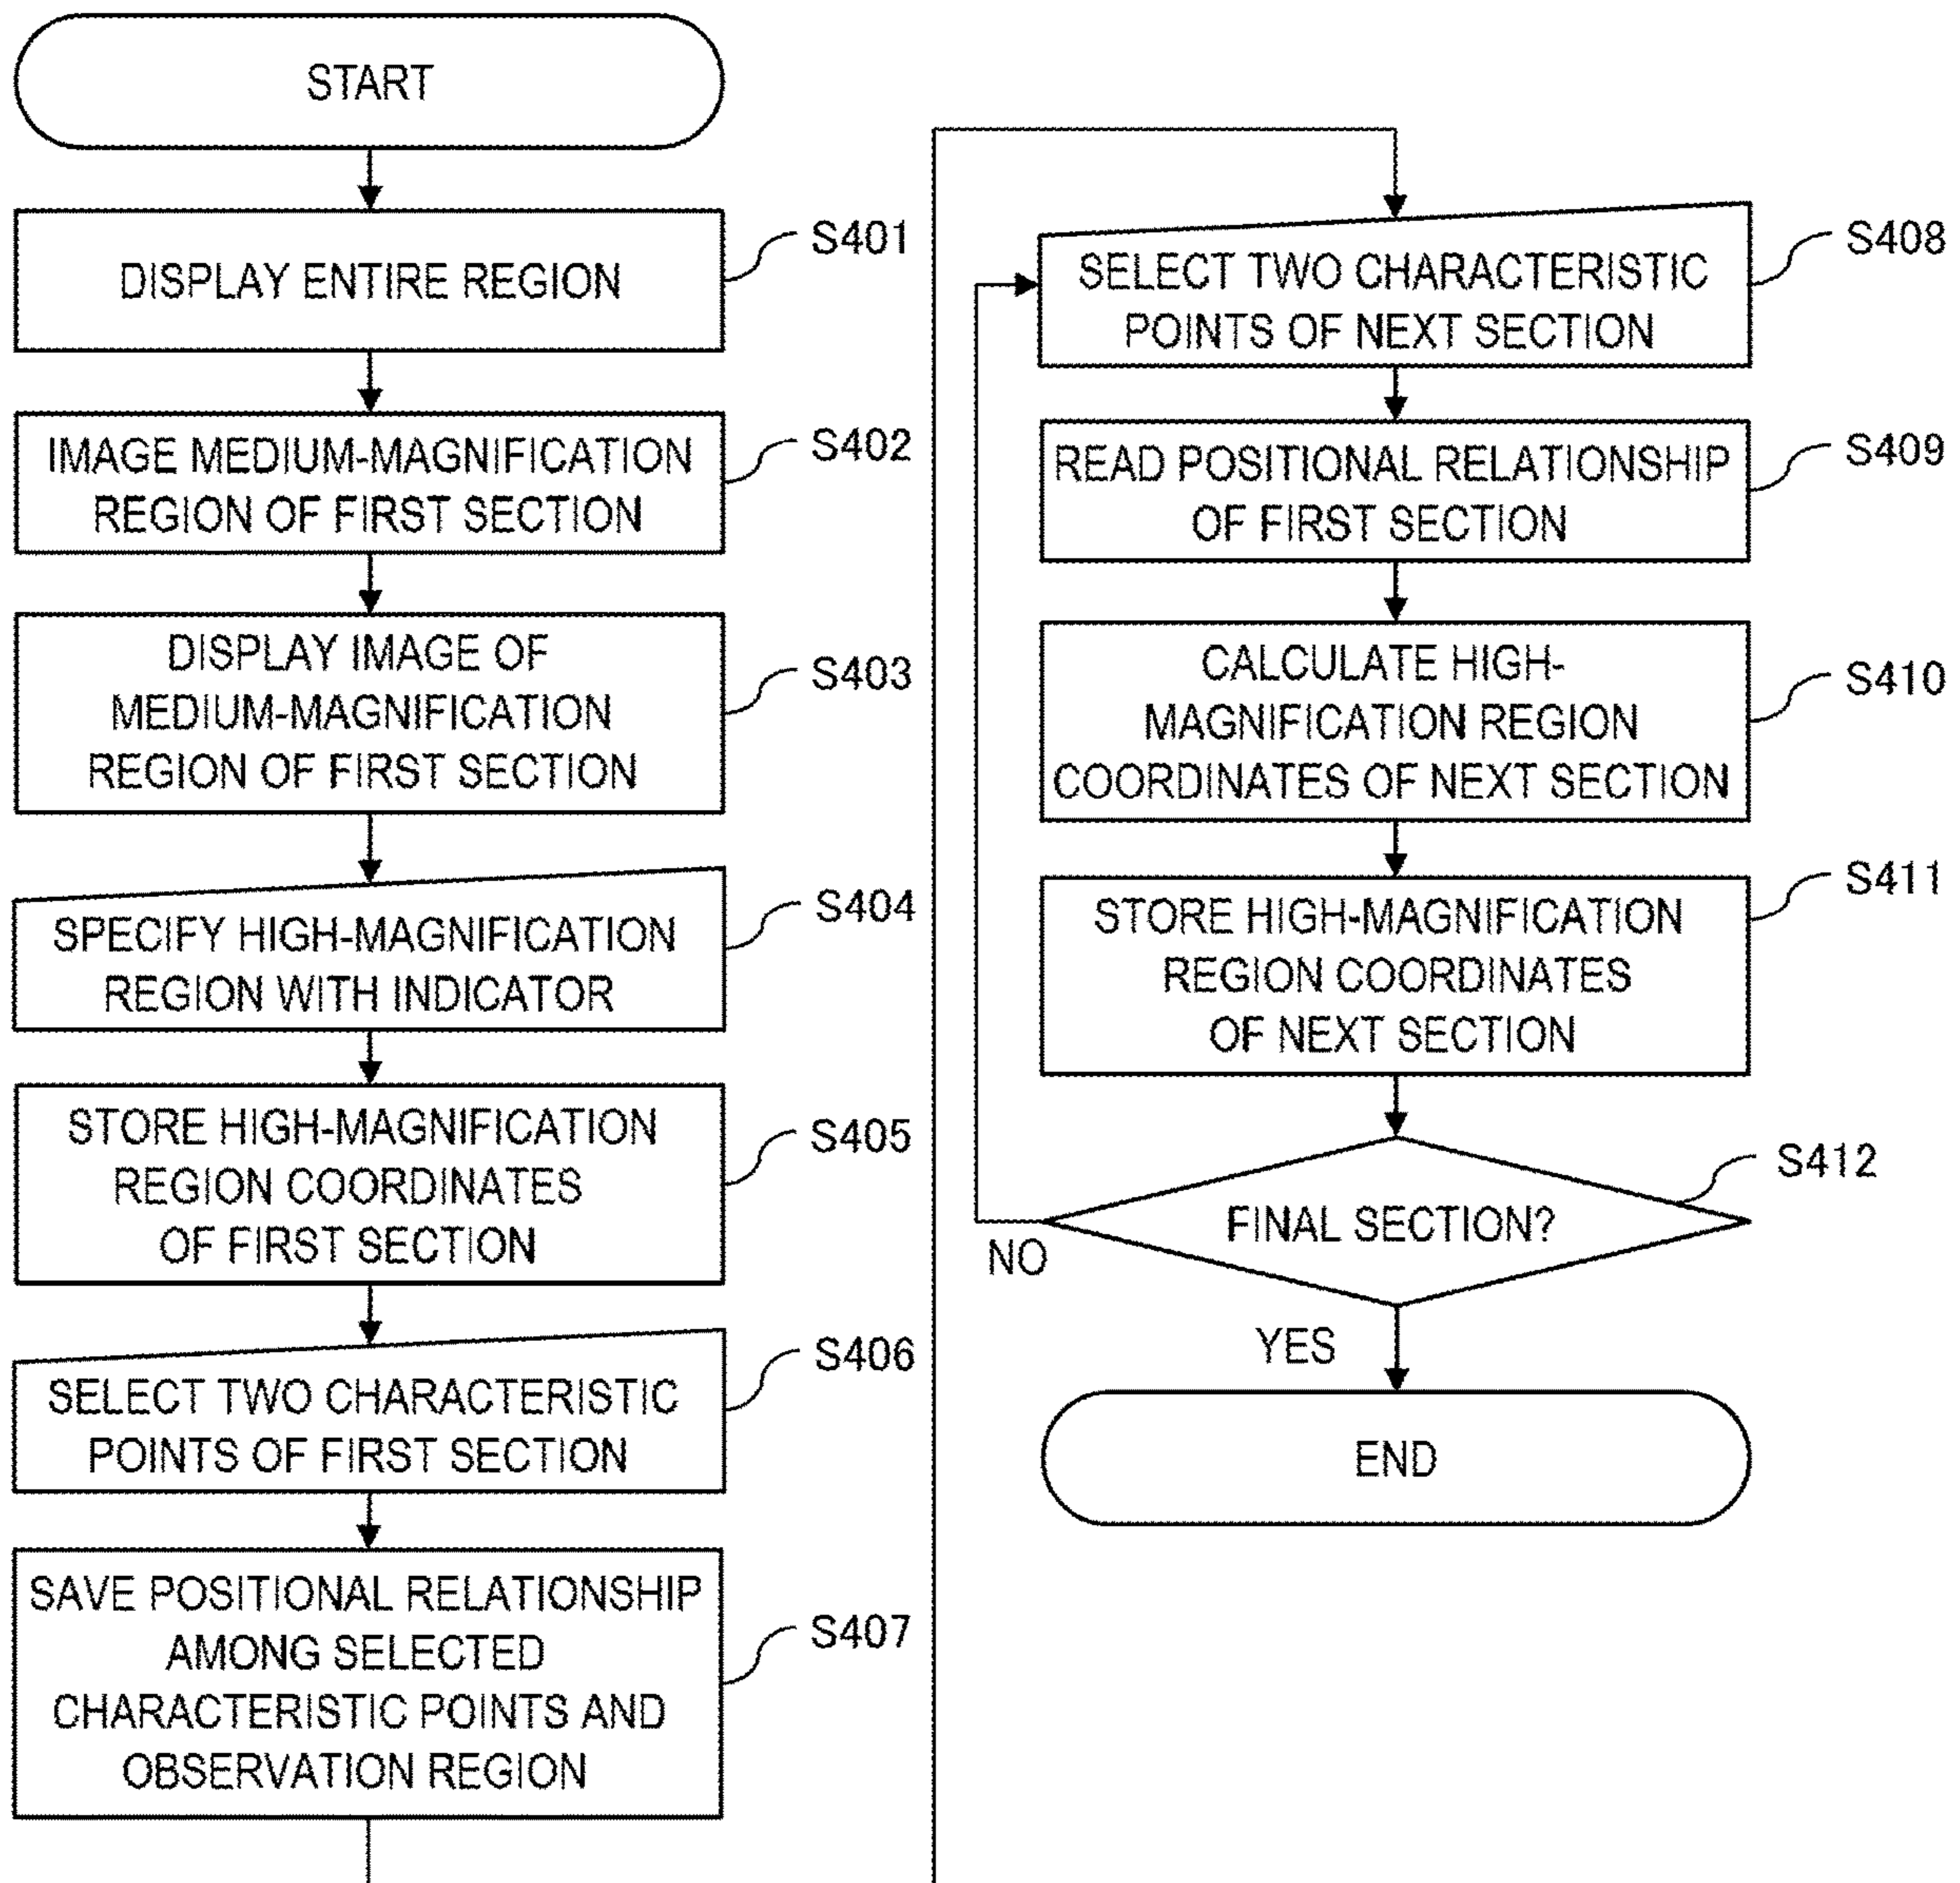 START
DISPLAY ENTIRE REGION
S401
IMAGE MEDIUM-MAGNIFICATION
REGION OF FIRST SECTION
S402
DISPLAY IMAGE OF
MEDIUM-MAGNIFICATION
REGION OF FIRST SECTION
S403
SPECIFY HIGH-MAGNIFICATION
REGION WITH INDICATOR
S404
STORE HIGH-MAGNIFICATION
REGION COORDINATES
OF FIRST SECTION
S405
SELECT TWO CHARACTERISTIC
POINTS OF FIRST SECTION
S406
SAVE POSITIONAL RELATIONSHIP
AMONG SELECTED
CHARACTERISTIC POINTS AND
OBSERVATION REGION
S407
SELECT TWO CHARACTERISTIC
POINTS OF NEXT SECTION
S408
READ POSITIONAL RELATIONSHIP
OF FIRST SECTION
S409
CALCULATE HIGH-
MAGNIFICATION REGION
COORDINATES OF NEXT SECTION
S410
STORE HIGH-MAGNIFICATION
REGION COORDINATES
OF NEXT SECTION
S411
FINAL SECTION?
S412
NO
YES
END